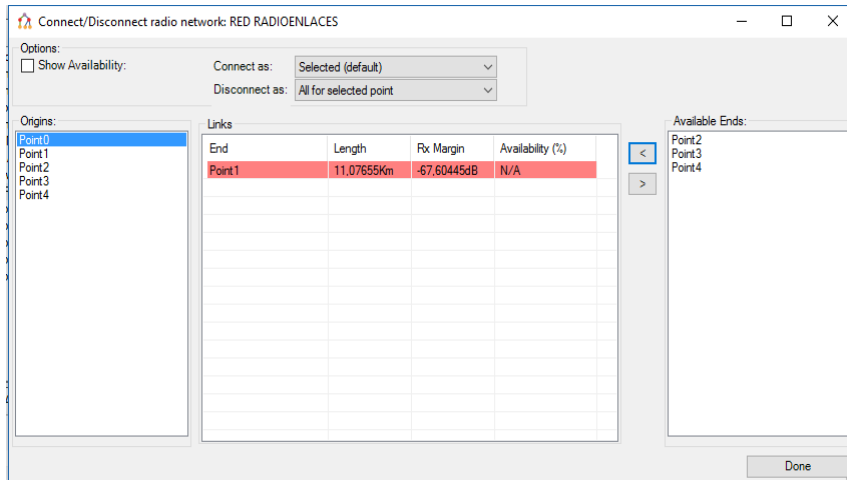 Connect/Disconnect radio network: RED RADIOENLACES
Options:
Show Availability:
Connect as:
Selected (default)
Disconnect as:
All for selected point
Origins:
Point0
Point1
Point2
Point3
Point4
Links
End Length Rx Margin Availability (%)
Point1 11,07655Km -67,60445dB N/A
<
>
Available Ends:
Point2
Point3
Point4
Done